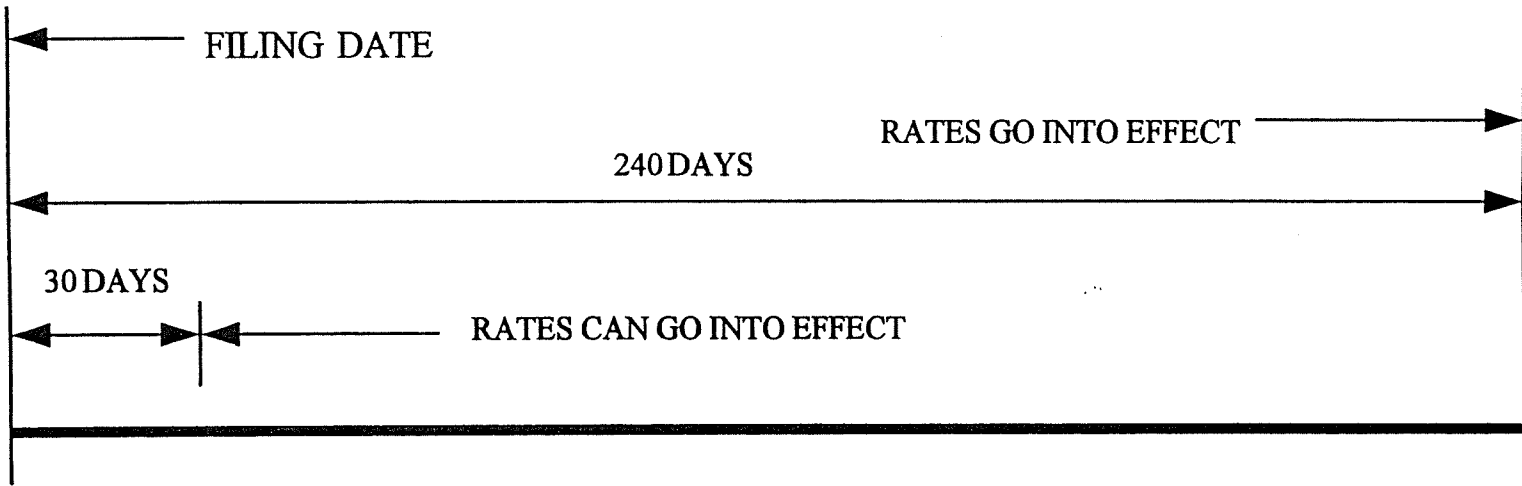 FILING DATE
RATES GO INTO EFFECT
240 DAYS
30 DAYS
RATES CAN GO INTO EFFECT